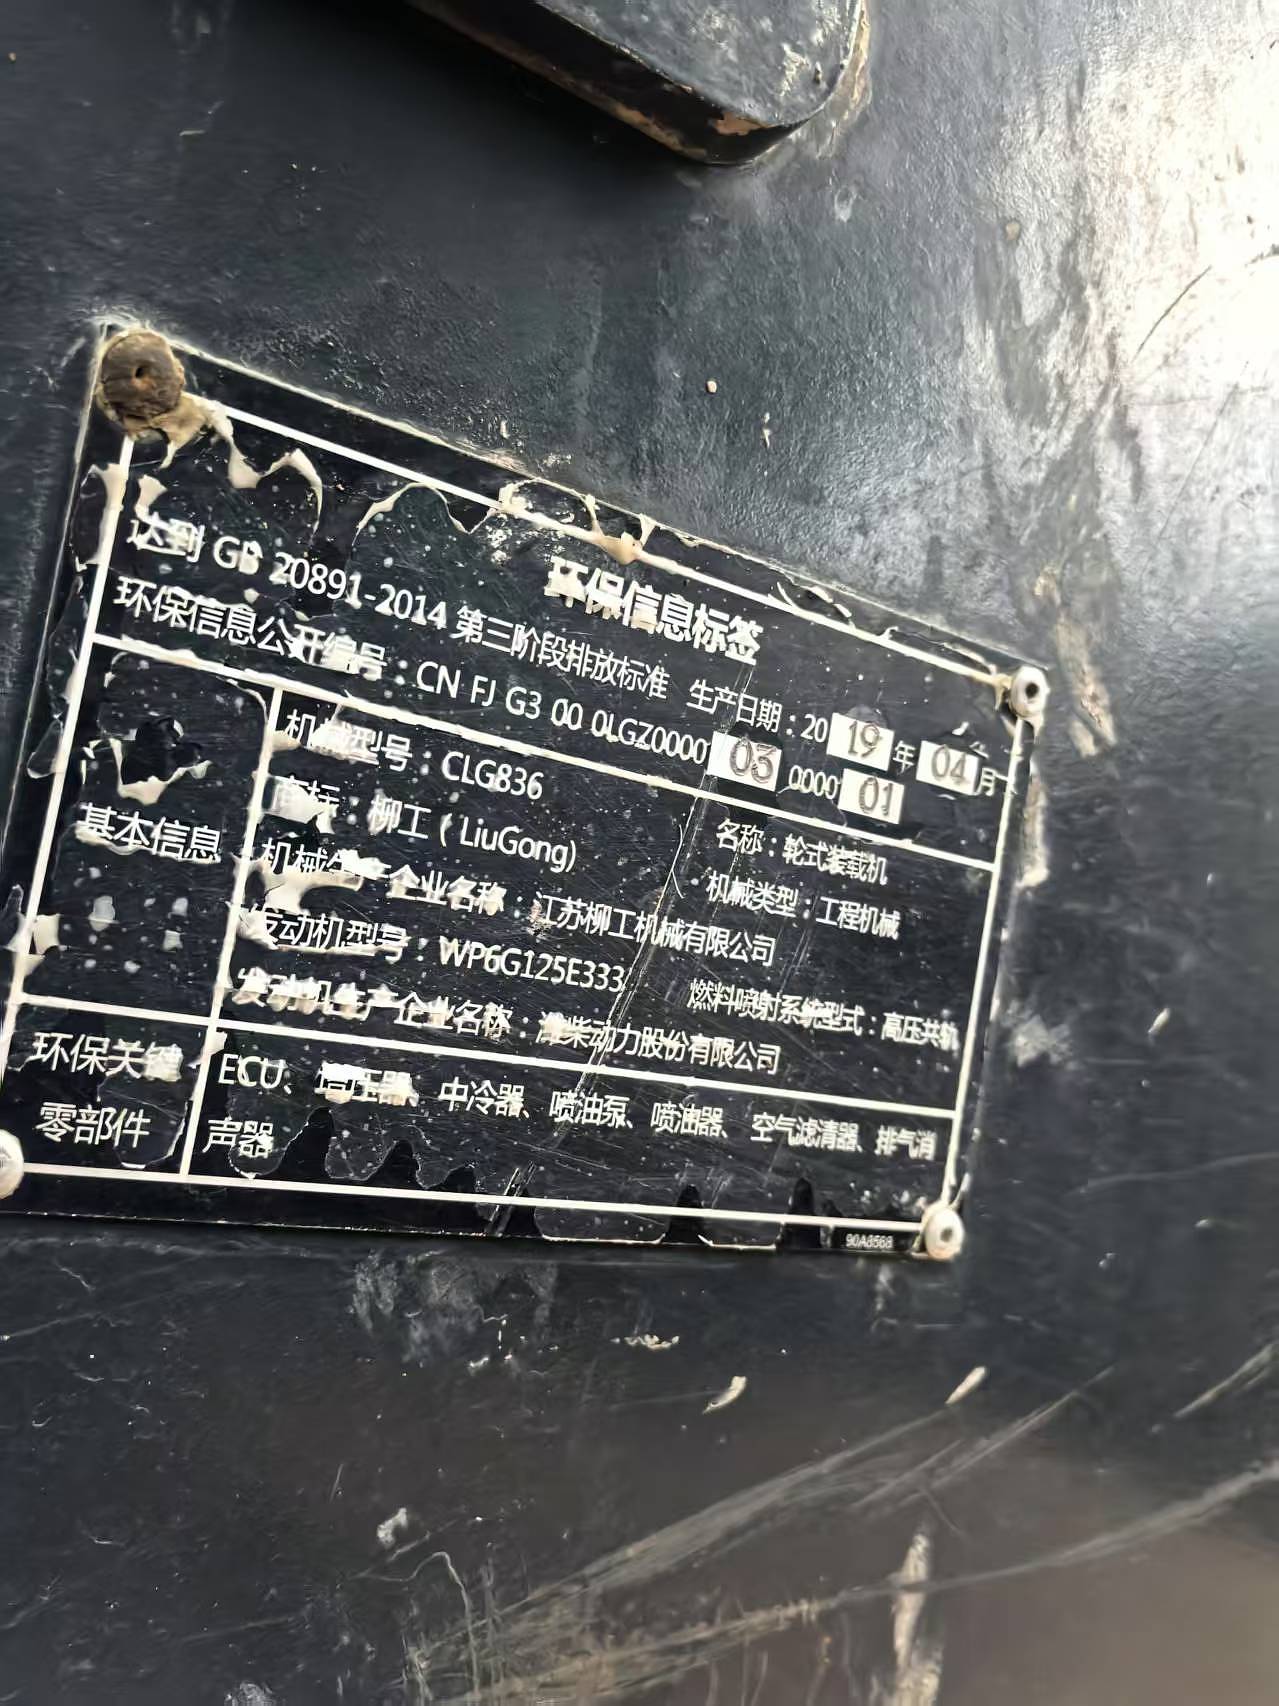 环保信息标签
达到 GB 20891-2014 第三阶段排放标准 生产日期：2019年04月
环保信息公开编号：CN FJ G3 00 0LGZ0000 03 0000 01
基本信息
机械型号：CLG836 名称：轮式装载机
商标：柳工（LiuGong) 机械类型：工程机械
机械生产企业名称：江苏柳工机械有限公司
发动机型号：WP6G125E333 燃料喷射系统型式：高压共轨
发动机生产企业名称：潍柴动力股份有限公司
环保关键
零部件
ECU、增压器、中冷器、喷油泵、喷油器、空气滤清器、排气消
声器
90A8568